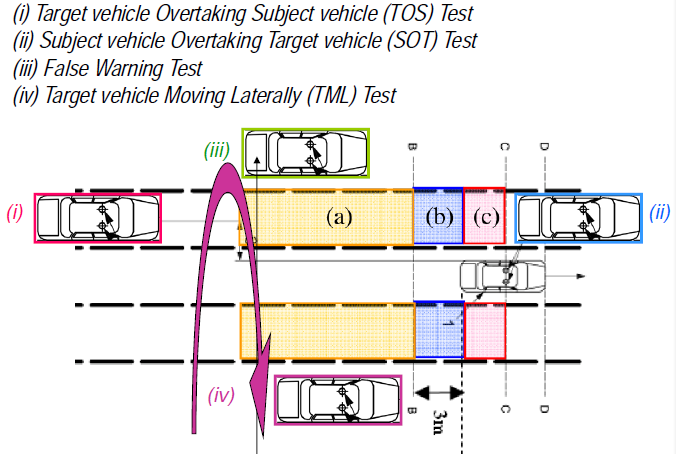 (i) Target vehicle Overtaking Subject vehicle (TOS) Test
(ii) Subject vehicle Overtaking Target vehicle (SOT) Test
(iii) False Warning Test
(iv) Target vehicle Moving Laterally (TML) Test
(iii)
B C D
(i) (a) (b) (c) (ii)
1
(iv)
B C D
3m